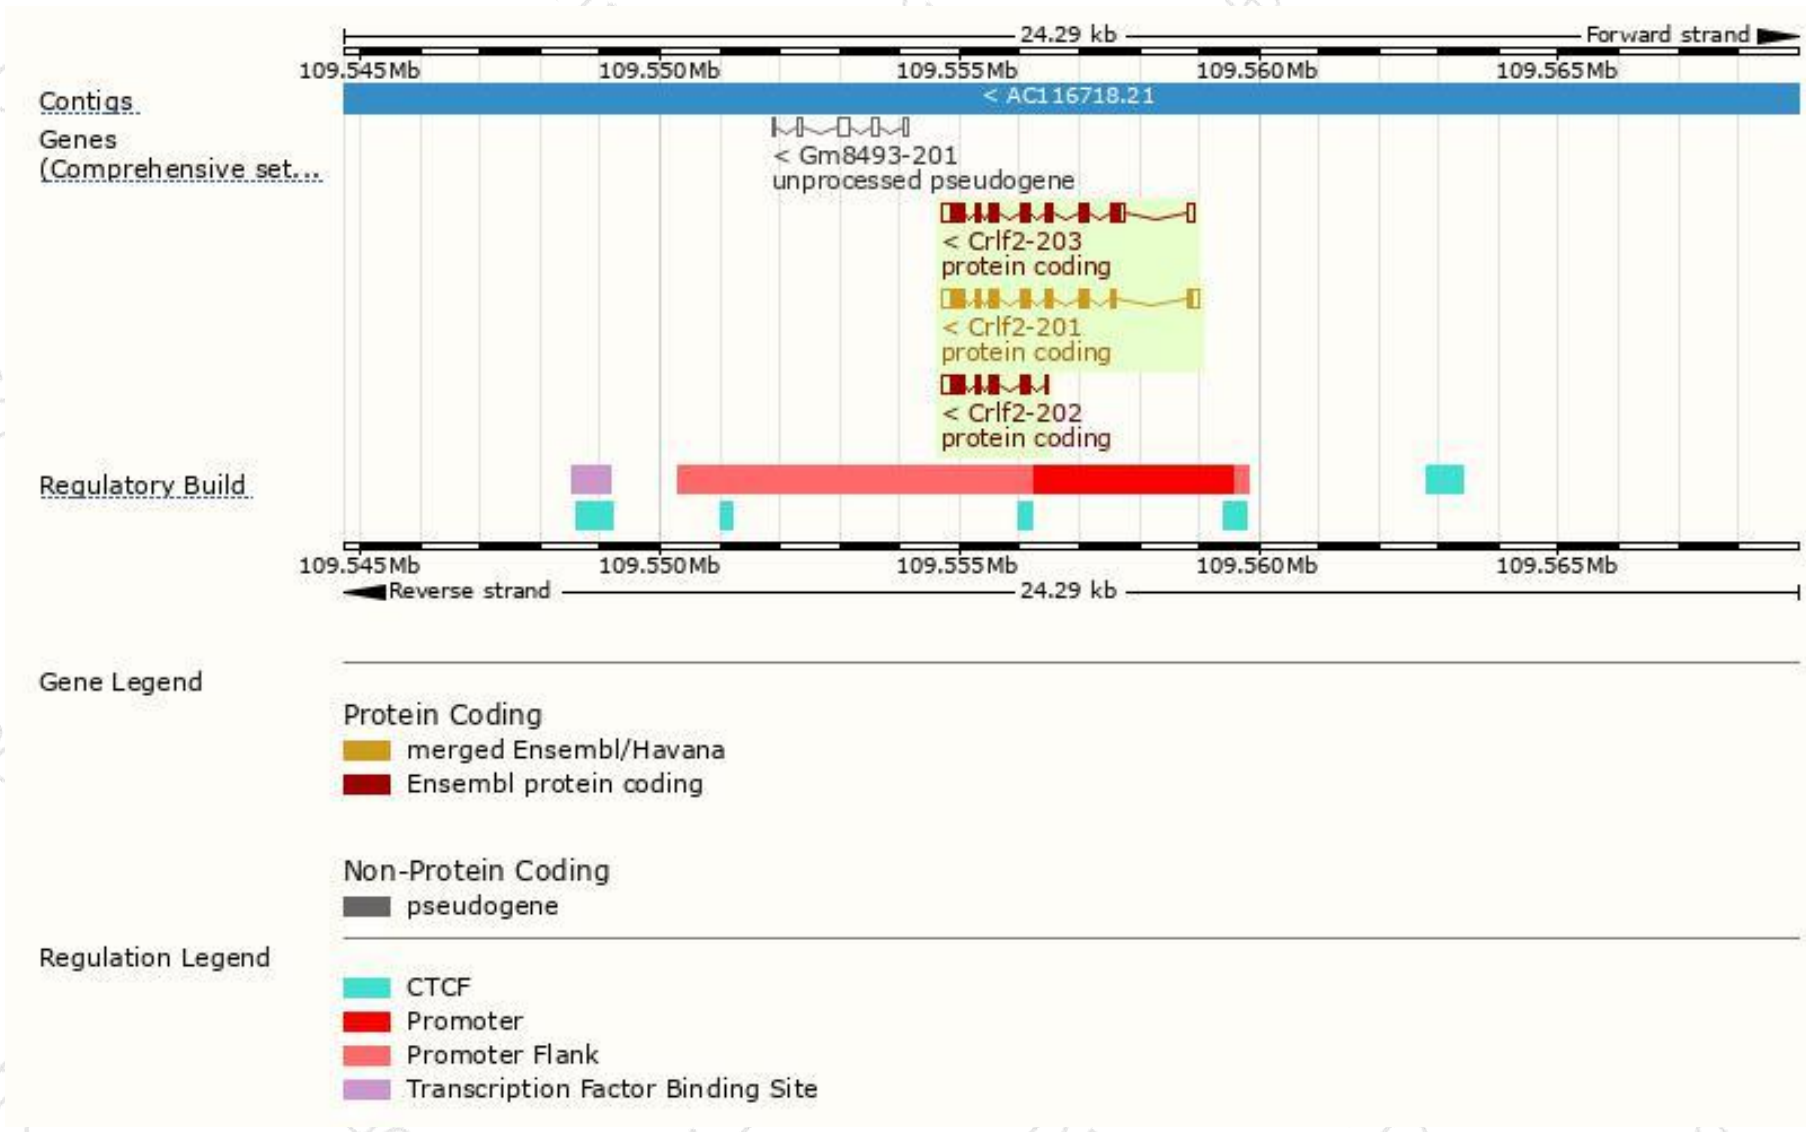 24.29 kb Forward strand
109.545Mb 109.550Mb 109.555Mb 109.560Mb 109.565Mb
Contigs < AC116718.21
Genes
(Comprehensive set...
< Gm8493-201
unprocessed pseudogene
< Crlf2-203
protein coding
< Crlf2-201
protein coding
< Crlf2-202
protein coding
Regulatory Build
109.545Mb 109.550Mb 109.555Mb 109.560Mb 109.565Mb
Reverse strand 24.29 kb
Gene Legend
Protein Coding
merged Ensembl/Havana
Ensembl protein coding
Non-Protein Coding
pseudogene
Regulation Legend
CTCF
Promoter
Promoter Flank
Transcription Factor Binding Site